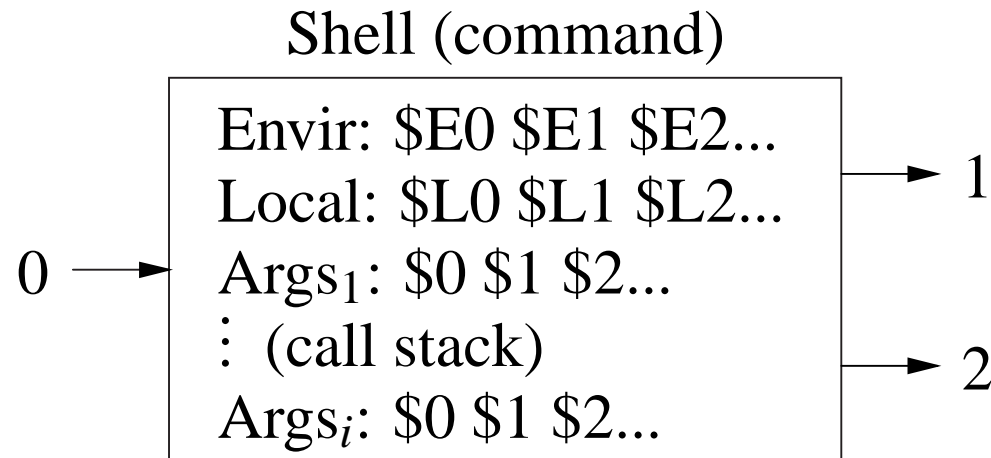 Shell (command)
Envir: $E0 $E1 $E2...
Local: $L0 $L1 $L2...
Args₁: $0 $1 $2...
⋮ (call stack)
Argsᵢ: $0 $1 $2...
0
1
2